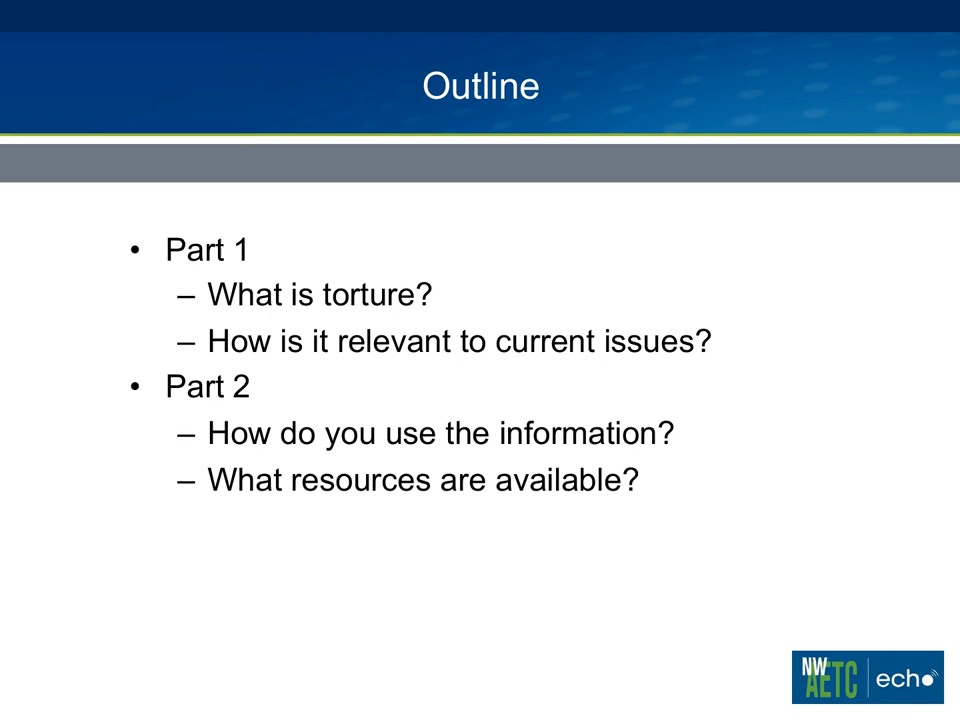 Outline
• Part 1
– What is torture?
– How is it relevant to current issues?
• Part 2
– How do you use the information?
– What resources are available?
NW
AETC echo